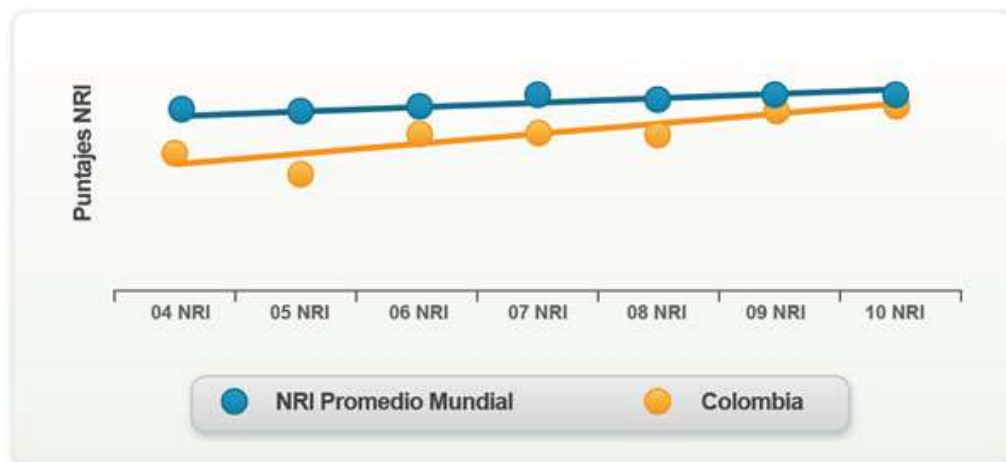 Puntajes NRI
04 NRI 05 NRI 06 NRI 07 NRI 08 NRI 09 NRI 10 NRI
NRI Promedio Mundial Colombia